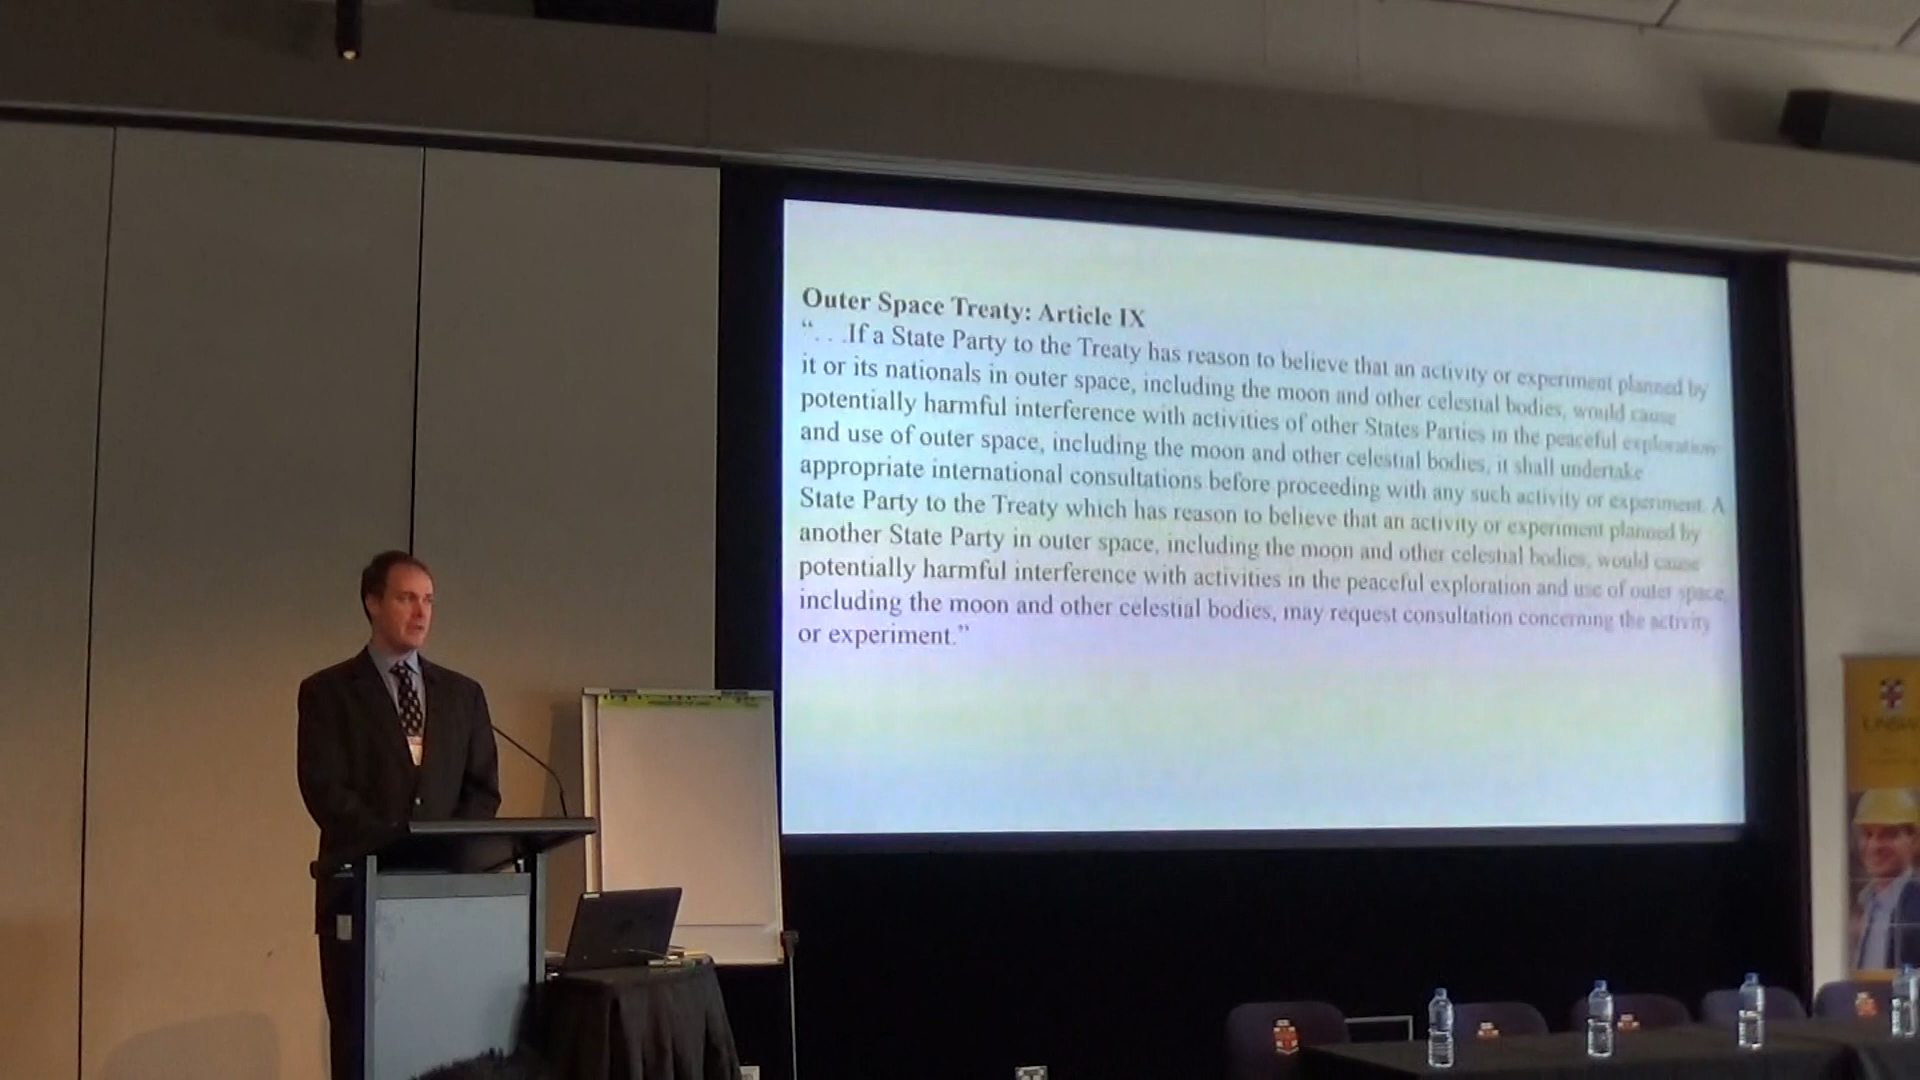 Outer Space Treaty: Article IX
“. . .If a State Party to the Treaty has reason to believe that an activity or experiment planned by
it or its nationals in outer space, including the moon and other celestial bodies, would cause
potentially harmful interference with activities of other States Parties in the peaceful exploration
and use of outer space, including the moon and other celestial bodies, it shall undertake
appropriate international consultations before proceeding with any such activity or experiment. A
State Party to the Treaty which has reason to believe that an activity or experiment planned by
another State Party in outer space, including the moon and other celestial bodies, would cause
potentially harmful interference with activities in the peaceful exploration and use of outer space,
including the moon and other celestial bodies, may request consultation concerning the activity
or experiment.”